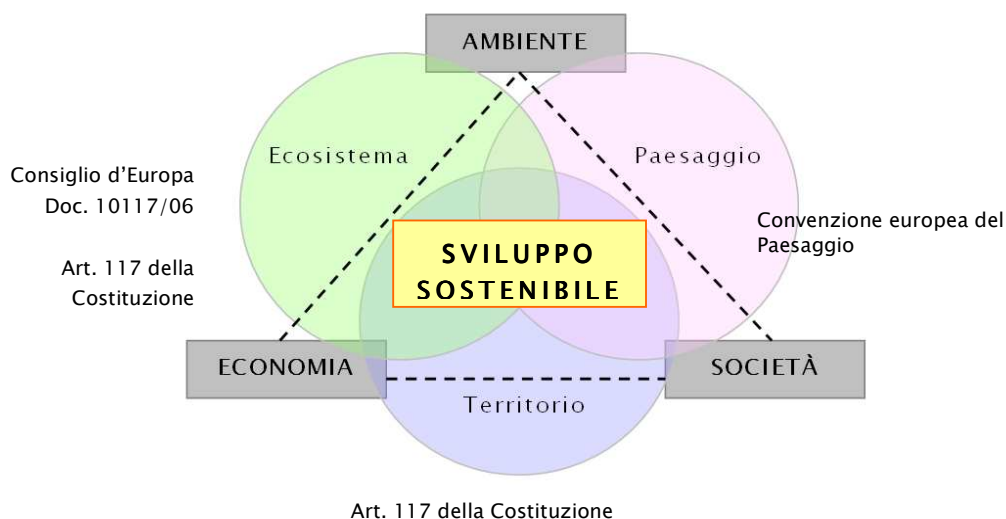 AMBIENTE
Ecosistema
Paesaggio
Consiglio d’Europa
Doc. 10117/06
Convenzione europea del
Paesaggio
SVILUPPO
SOSTENIBILE
Art. 117 della
Costituzione
ECONOMIA
SOCIETÀ
Territorio
Art. 117 della Costituzione